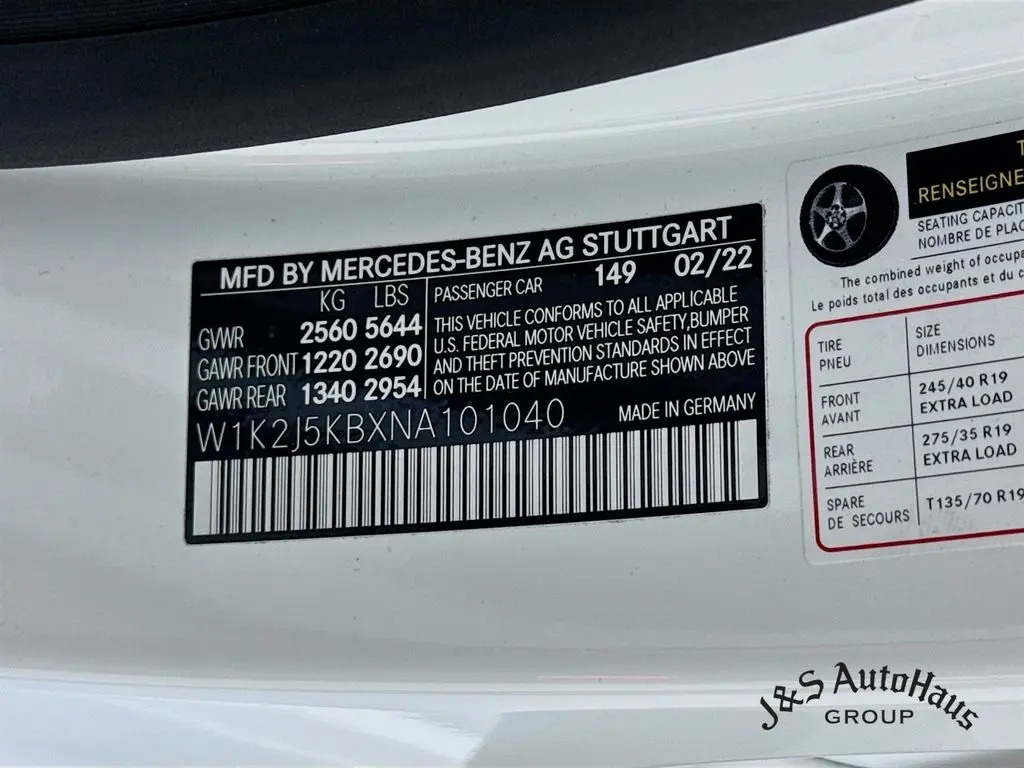 MFD BY MERCEDES-BENZ AG STUTTGART
KG LBS
GVWR 2560 5644
GAWR FRONT 1220 2690
GAWR REAR 1340 2954
PASSENGER CAR 149 02/22
THIS VEHICLE CONFORMS TO ALL APPLICABLE
U.S. FEDERAL MOTOR VEHICLE SAFETY,BUMPER
AND THEFT PREVENTION STANDARDS IN EFFECT
ON THE DATE OF MANUFACTURE SHOWN ABOVE
W1K2J5KBXNA101040
MADE IN GERMANY
RENSEIGNE
SEATING CAPACIT
NOMBRE DE PLAC
The combined weight of occupa
Le poids total des occupants et du c
TIRE
PNEU
SIZE
DIMENSIONS
FRONT
AVANT
245/40 R19
EXTRA LOAD
REAR
ARRIÈRE
275/35 R19
EXTRA LOAD
SPARE
DE SECOURS
T135/70 R19
J&S AutoHaus
GROUP